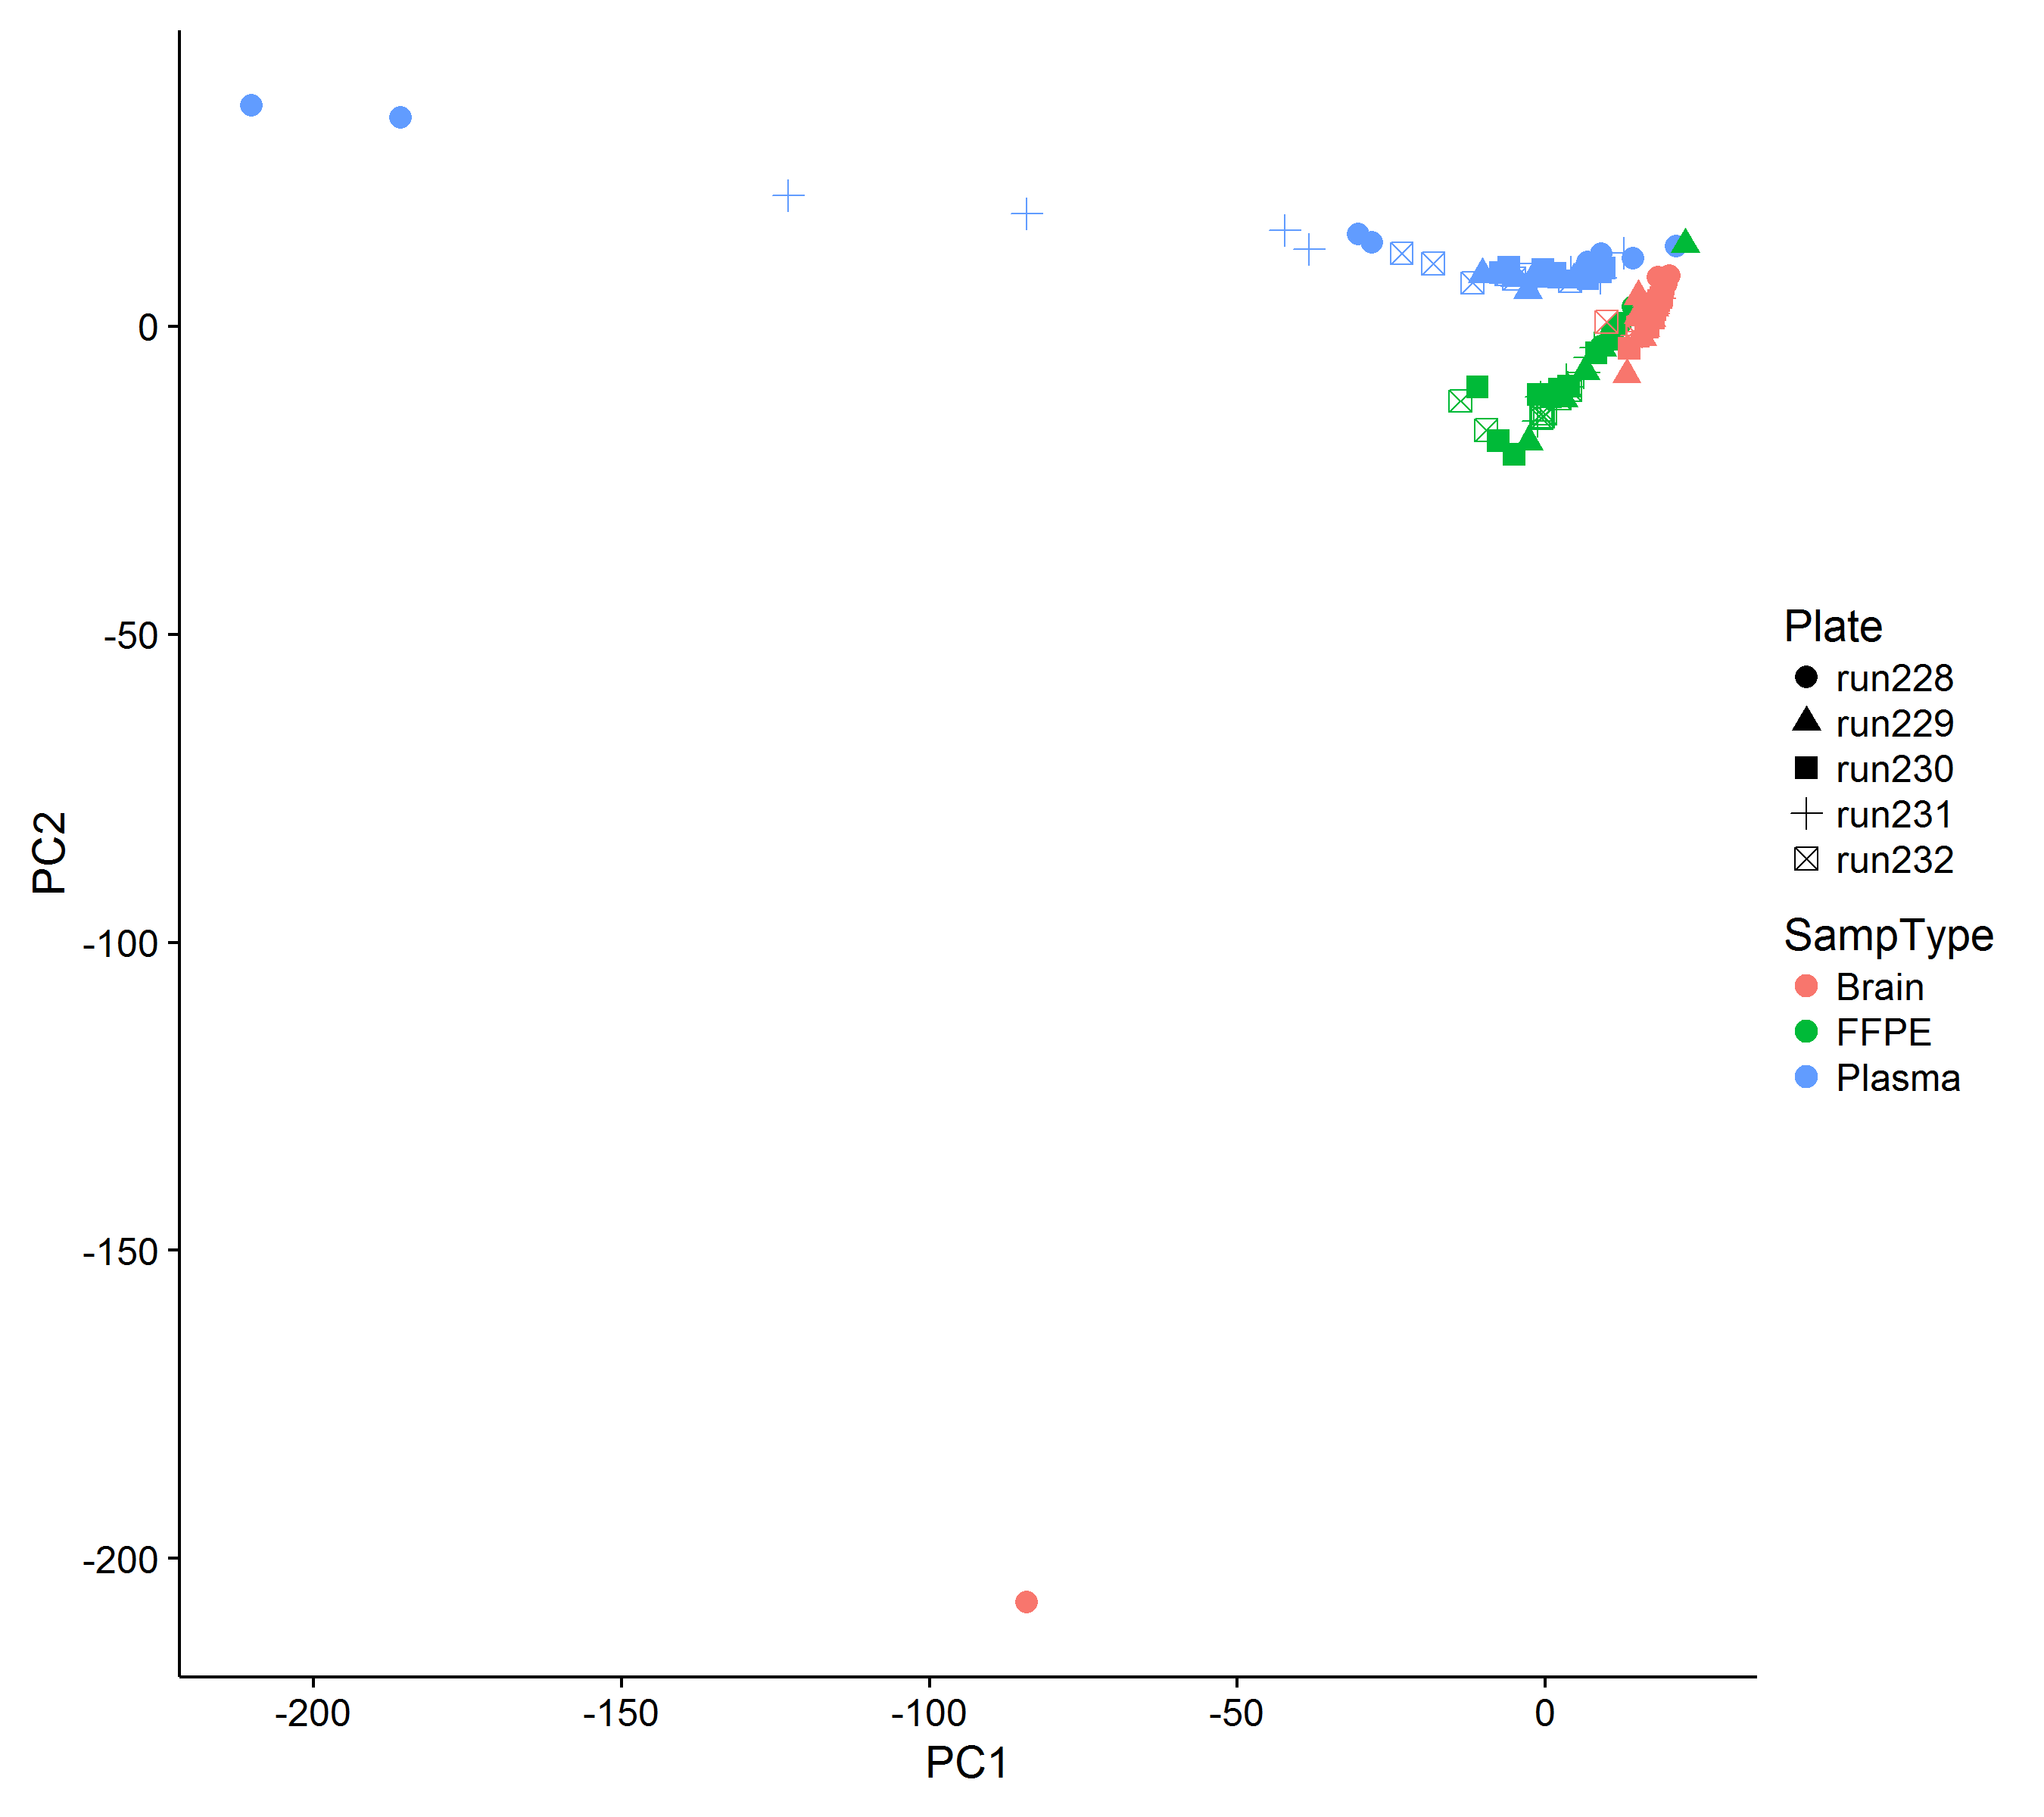 0
-50
-100
-150
-200
PC2
-200
-150
-100
-50
0
PC1
Plate
run228
run229
run230
run231
run232
SampType
Brain
FFPE
Plasma